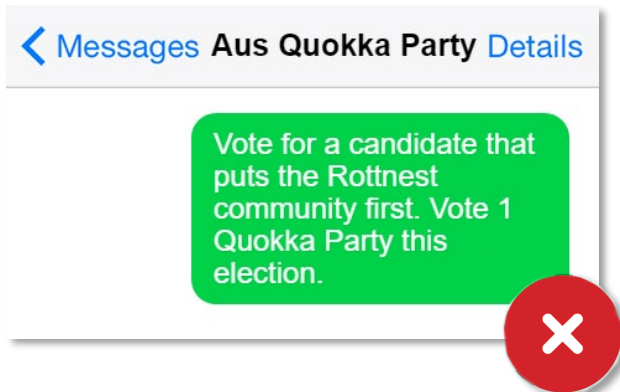 Messages Aus Quokka Party Details
Vote for a candidate that
puts the Rottnest
community first. Vote 1
Quokka Party this
election.